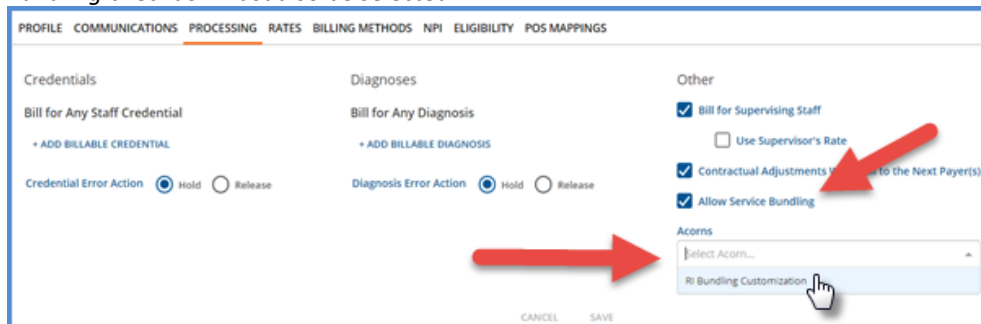 PROFILE COMMUNICATIONS PROCESSING RATES BILLING METHODS NPI ELIGIBILITY POS MAPPINGS
Credentials
Bill for Any Staff Credential
+ ADD BILLABLE CREDENTIAL
Credential Error Action Hold Release
Diagnoses
Bill for Any Diagnosis
+ ADD BILLABLE DIAGNOSIS
Diagnosis Error Action Hold Release
Other
Bill for Supervising Staff
Use Supervisor's Rate
Contractual Adjustments to the Next Payer(s)
Allow Service Bundling
Acorns
Select Acorn...
RI Bundling Customization
CANCEL SAVE